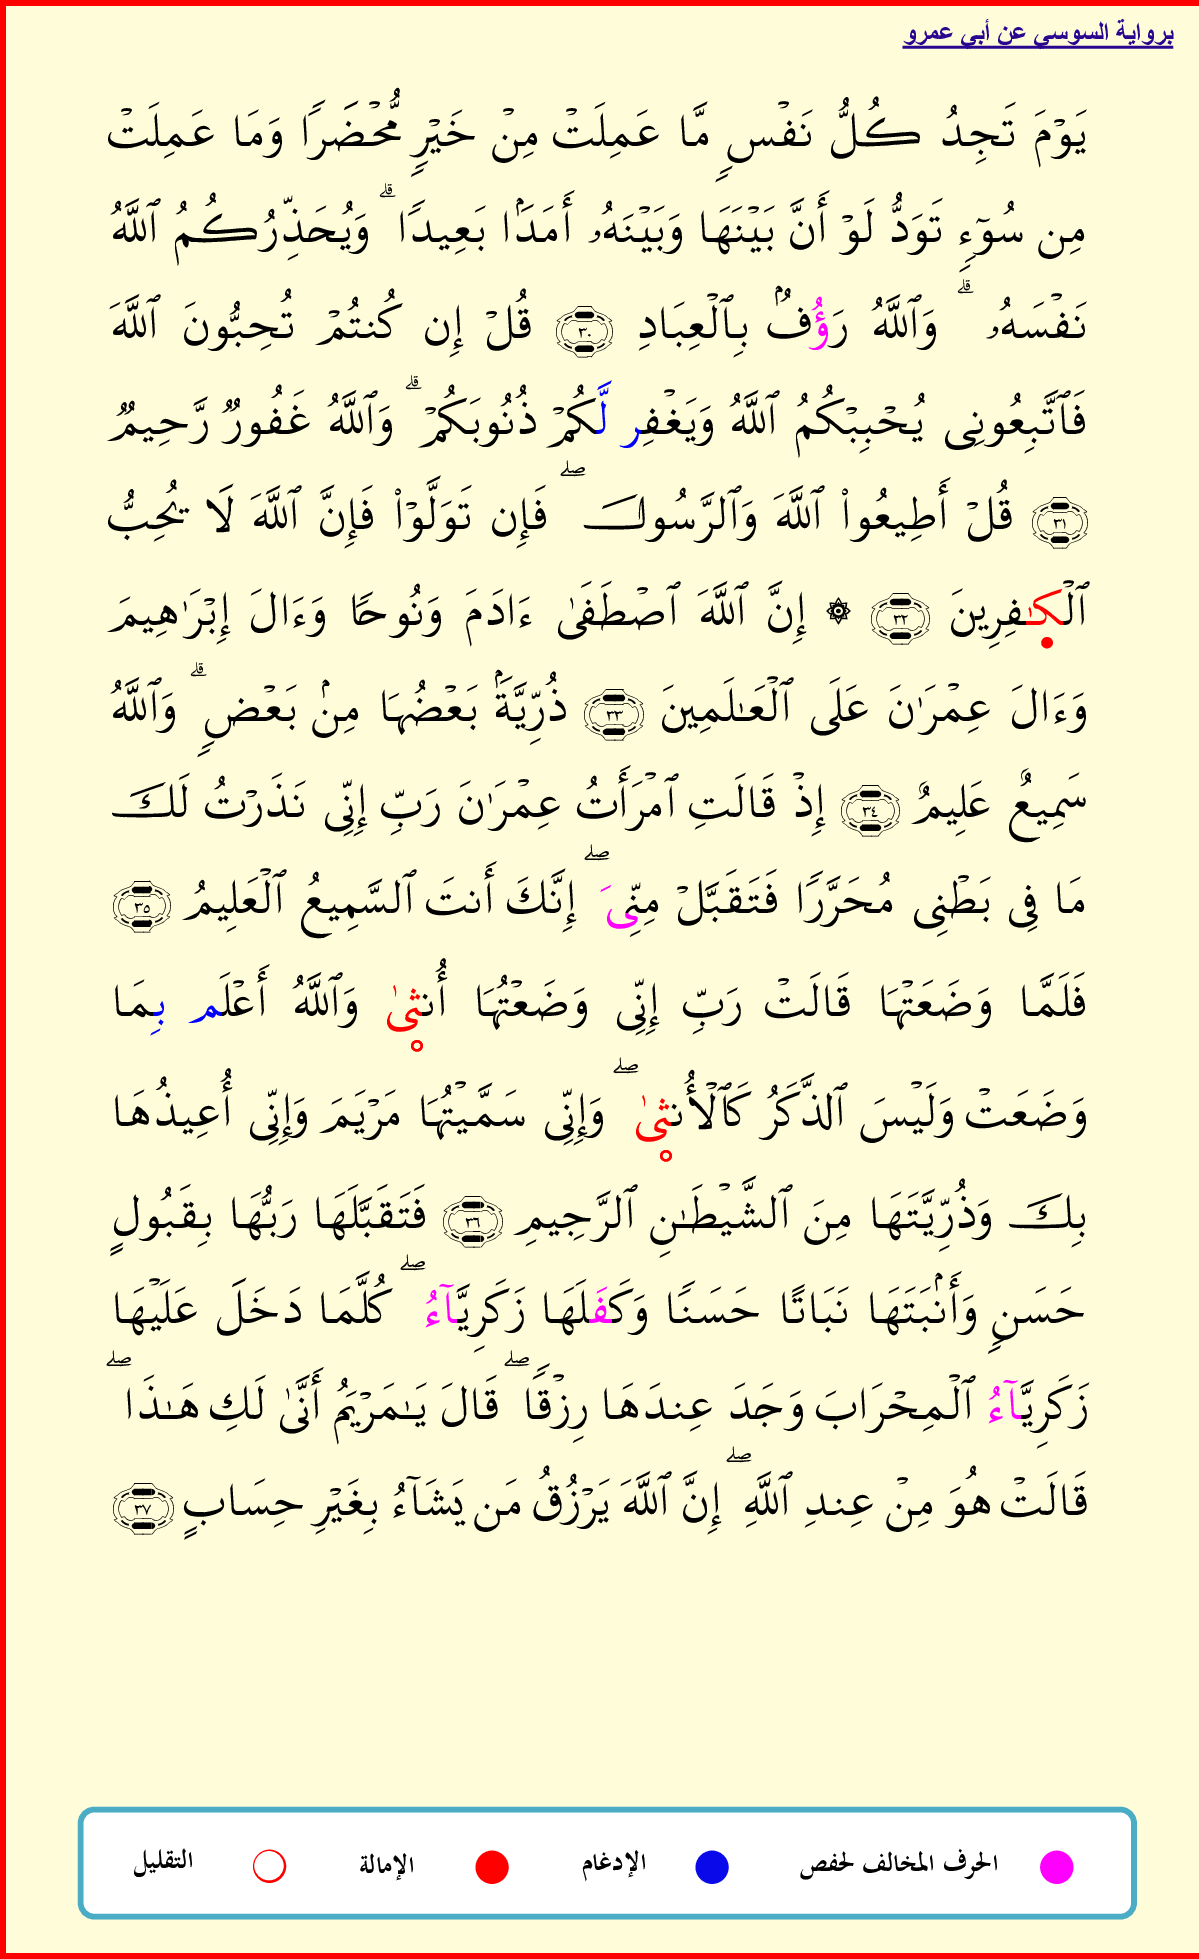 برواية السوسي عن أبي عمرو
يَوۡمَ تَجِدُ كُلُّ نَفۡسٖ مَّا عَمِلَتۡ مِنۡ خَيۡرٖ مُّحۡضَرٗا وَمَا عَمِلَتۡ
مِن سُوٓءٖ تَوَدُّ لَوۡ أَنَّ بَيۡنَهَا وَبَيۡنَهُۥ أَمَدَۢا بَعِيدٗاۗ وَيُحَذِّرُكُمُ ٱللَّهُ
نَفۡسَهُۥۗ وَٱللَّهُ رَؤُفُۢ بِٱلۡعِبَادِ ٣٠ قُلۡ إِن كُنتُمۡ تُحِبُّونَ ٱللَّهَ
فَٱتَّبِعُونِي يُحۡبِبۡكُمُ ٱللَّهُ وَيَغۡفِر لَّكُمۡ ذُنُوبَكُمۡۗ وَٱللَّهُ غَفُورٞ رَّحِيمٞ
٣١ قُلۡ أَطِيعُواْ ٱللَّهَ وَٱلرَّسُولَۖ فَإِن تَوَلَّوۡاْ فَإِنَّ ٱللَّهَ لَا يُحِبُّ
ٱلۡكَٰفِرِينَ ٣٢ ۞ إِنَّ ٱللَّهَ ٱصۡطَفَىٰ ءَادَمَ وَنُوحٗا وَءَالَ إِبۡرَٰهِيمَ
وَءَالَ عِمۡرَٰنَ عَلَى ٱلۡعَٰلَمِينَ ٣٣ ذُرِّيَّةَۢ بَعۡضُهَا مِنۢ بَعۡضٖۗ وَٱللَّهُ
سَمِيعٌ عَلِيمٌ ٣٤ إِذۡ قَالَتِ ٱمۡرَأَتُ عِمۡرَٰنَ رَبِّ إِنِّي نَذَرۡتُ لَكَ
مَا فِي بَطۡنِي مُحَرَّرٗا فَتَقَبَّلۡ مِنِّيَۖ إِنَّكَ أَنتَ ٱلسَّمِيعُ ٱلۡعَلِيمُ ٣٥
فَلَمَّا وَضَعَتۡهَا قَالَتۡ رَبِّ إِنِّي وَضَعۡتُهَا أُنثىٰ وَٱللَّهُ أَعۡلَم بِمَا
وَضَعَتۡ وَلَيۡسَ ٱلذَّكَرُ كَٱلۡأُنثىٰۖ وَإِنِّي سَمَّيۡتُهَا مَرۡيَمَ وَإِنِّي أُعِيذُهَا
بِكَ وَذُرِّيَّتَهَا مِنَ ٱلشَّيۡطَٰنِ ٱلرَّجِيمِ ٣٦ فَتَقَبَّلَهَا رَبُّهَا بِقَبُولٍ
حَسَنٖ وَأَنۢبَتَهَا نَبَاتًا حَسَنٗا وَكَفَلَهَا زَكَرِيَّآءُۖ كُلَّمَا دَخَلَ عَلَيۡهَا
زَكَرِيَّآءُ ٱلۡمِحۡرَابَ وَجَدَ عِندَهَا رِزۡقٗاۖ قَالَ يَٰمَرۡيَمُ أَنَّىٰ لَكِ هَٰذَاۖ
قَالَتۡ هُوَ مِنۡ عِندِ ٱللَّهِۖ إِنَّ ٱللَّهَ يَرۡزُقُ مَن يَشَآءُ بِغَيۡرِ حِسَابٍ ٣٧
الحرف المخالف لحفص الإدغام الإمالة التقليل